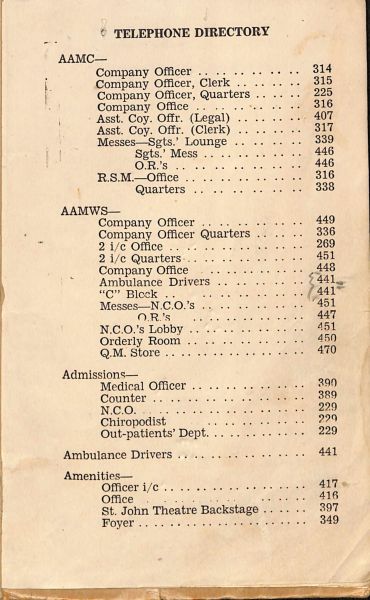 TELEPHONE DIRECTORY
AAMC—
Company Officer .......... 314
Company Officer, Clerk .......... 315
Company Officer, Quarters .......... 225
Company Office .......... 316
Asst. Coy. Offr. (Legal) .......... 407
Asst. Coy. Offr. (Clerk) .......... 317
Messes—Sgts.' Lounge .......... 339
Sgts.' Mess .......... 446
O.R.'s .......... 446
R.S.M.—Office .......... 316
Quarters .......... 338
AAMWS—
Company Officer .......... 449
Company Officer Quarters .......... 336
2 i/c Office .......... 269
2 i/c Quarters .......... 451
Company Office .......... 448
Ambulance Drivers .......... 441
"C" Block .......... 441
Messes—N.C.O.'s .......... 451
O.R.'s .......... 447
N.C.O.'s Lobby .......... 451
Orderly Room .......... 450
Q.M. Store .......... 470
Admissions—
Medical Officer .......... 390
Counter .......... 389
N.C.O. .......... 229
Chiropodist .......... 229
Out-patients' Dept. .......... 229
Ambulance Drivers .......... 441
Amenities—
Officer i/c .......... 417
Office .......... 416
St. John Theatre Backstage .......... 397
Foyer .......... 349